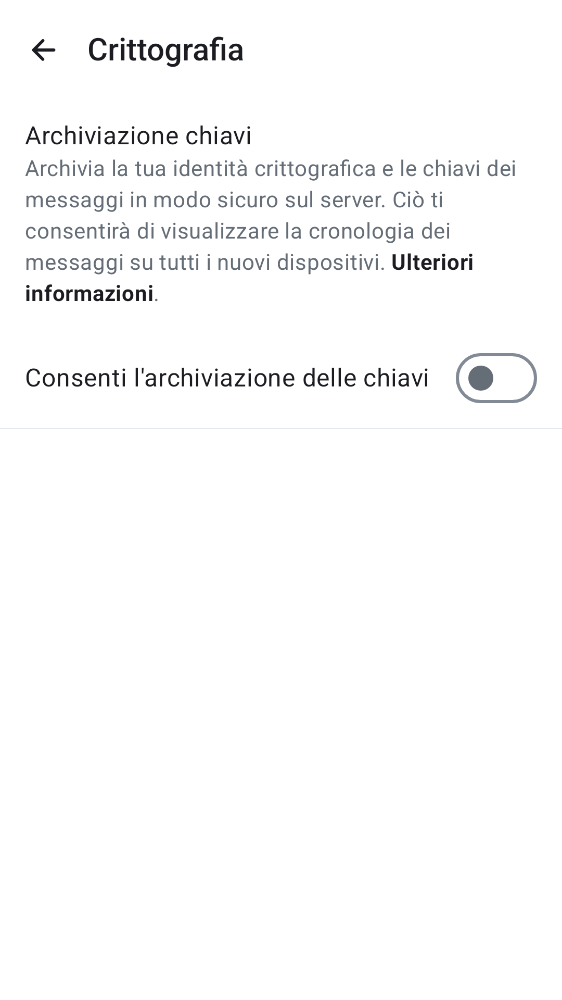 Crittografia
Archiviazione chiavi
Archivia la tua identità crittografica e le chiavi dei
messaggi in modo sicuro sul server. Ciò ti
consentirà di visualizzare la cronologia dei
messaggi su tutti i nuovi dispositivi. Ulteriori
informazioni.
Consenti l'archiviazione delle chiavi